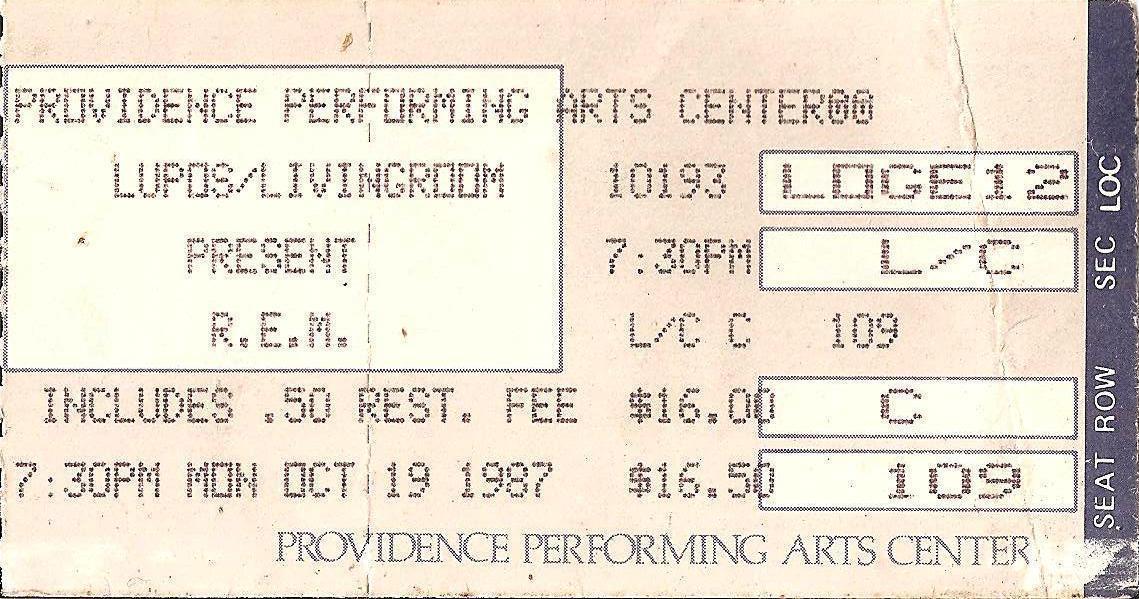 PROVIDENCE PERFORMING ARTS CENTER00
LUPOS/LIVINGROOM 10193 LOGE12
PRESENT 7:30PM L/C
R.E.M. L/C C 109
INCLUDES .50 REST. FEE $16.00 C
7:30PM MON OCT 19 1987 $16.50 109
PROVIDENCE PERFORMING ARTS CENTER
SEAT ROW SEC LOC